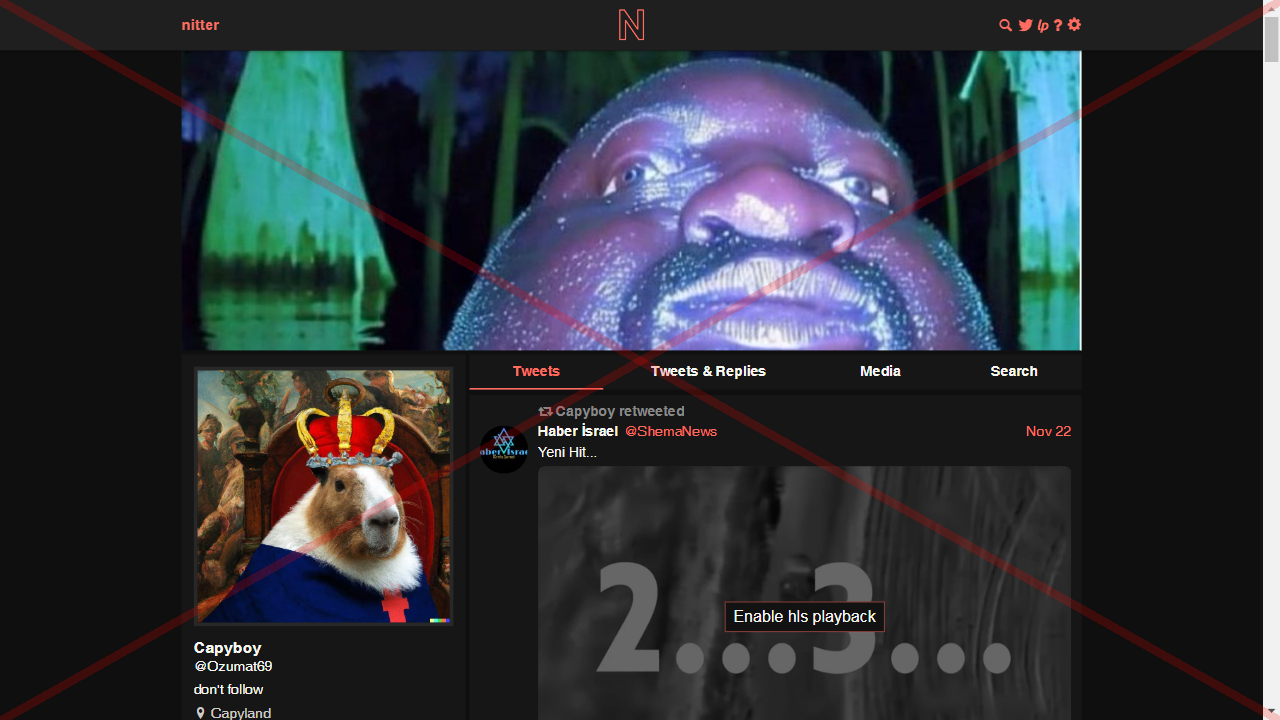 nitter
N
lp ?
Tweets
Tweets & Replies
Media
Search
Capyboy retweeted
Haber İsrael @ShemaNews
Nov 22
Yeni Hit...
2...3...
Enable hls playback
Capyboy
@Ozumat69
don't follow
Capyland